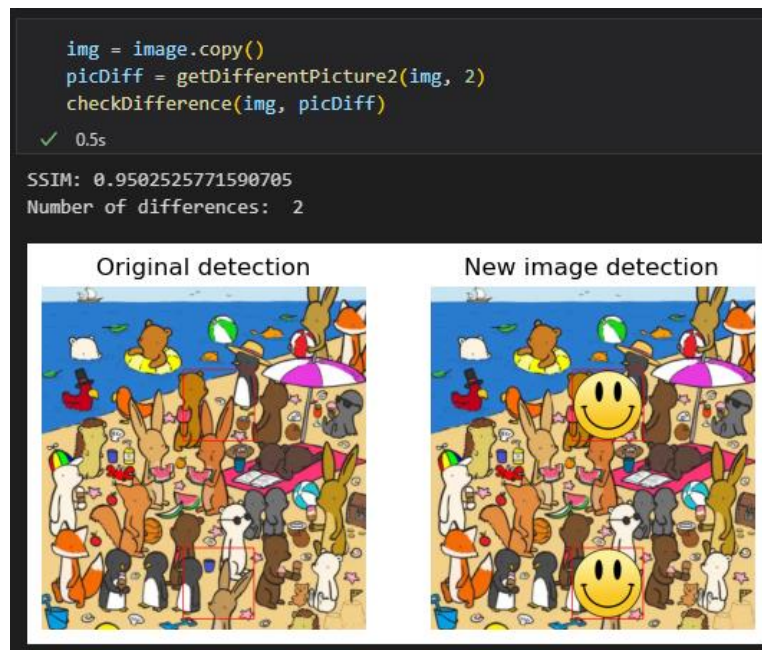 img = image.copy()
picDiff = getDifferentPicture2(img, 2)
checkDifference(img, picDiff)
✓ 0.5s
SSIM: 0.9502525771590705
Number of differences:  2
Original detection
New image detection